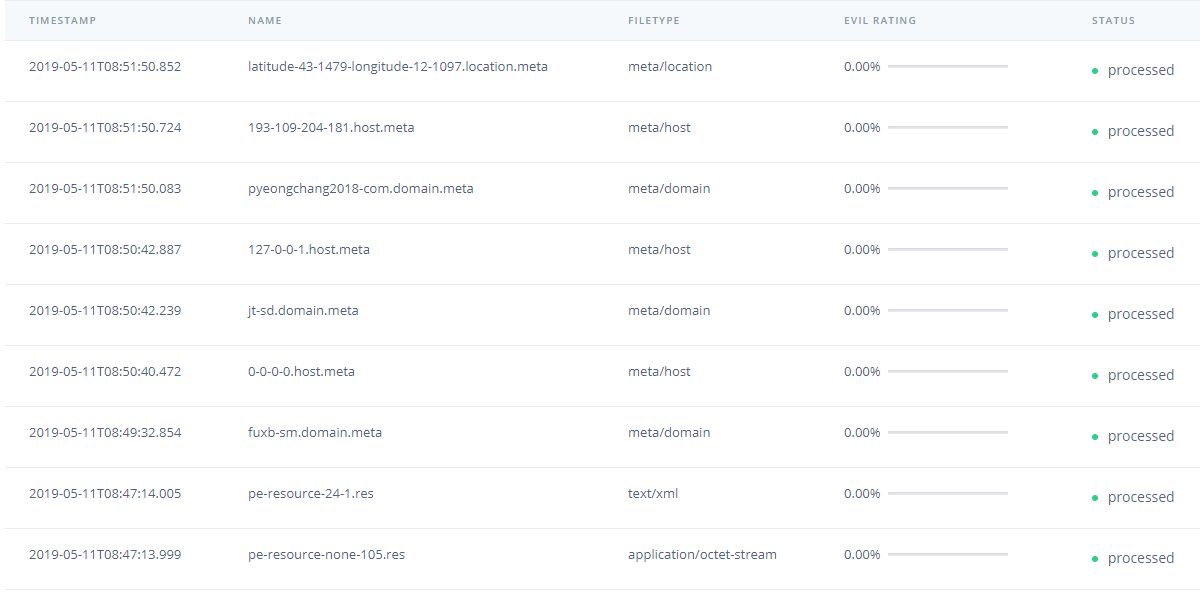 TIMESTAMP NAME FILETYPE EVIL RATING STATUS
2019-05-11T08:51:50.852 latitude-43-1479-longitude-12-1097.location.meta meta/location 0.00% processed
2019-05-11T08:51:50.724 193-109-204-181.host.meta meta/host 0.00% processed
2019-05-11T08:51:50.083 pyeongchang2018-com.domain.meta meta/domain 0.00% processed
2019-05-11T08:50:42.887 127-0-0-1.host.meta meta/host 0.00% processed
2019-05-11T08:50:42.239 jt-sd.domain.meta meta/domain 0.00% processed
2019-05-11T08:50:40.472 0-0-0-0.host.meta meta/host 0.00% processed
2019-05-11T08:49:32.854 fuxb-sm.domain.meta meta/domain 0.00% processed
2019-05-11T08:47:14.005 pe-resource-24-1.res text/xml 0.00% processed
2019-05-11T08:47:13.999 pe-resource-none-105.res application/octet-stream 0.00% processed